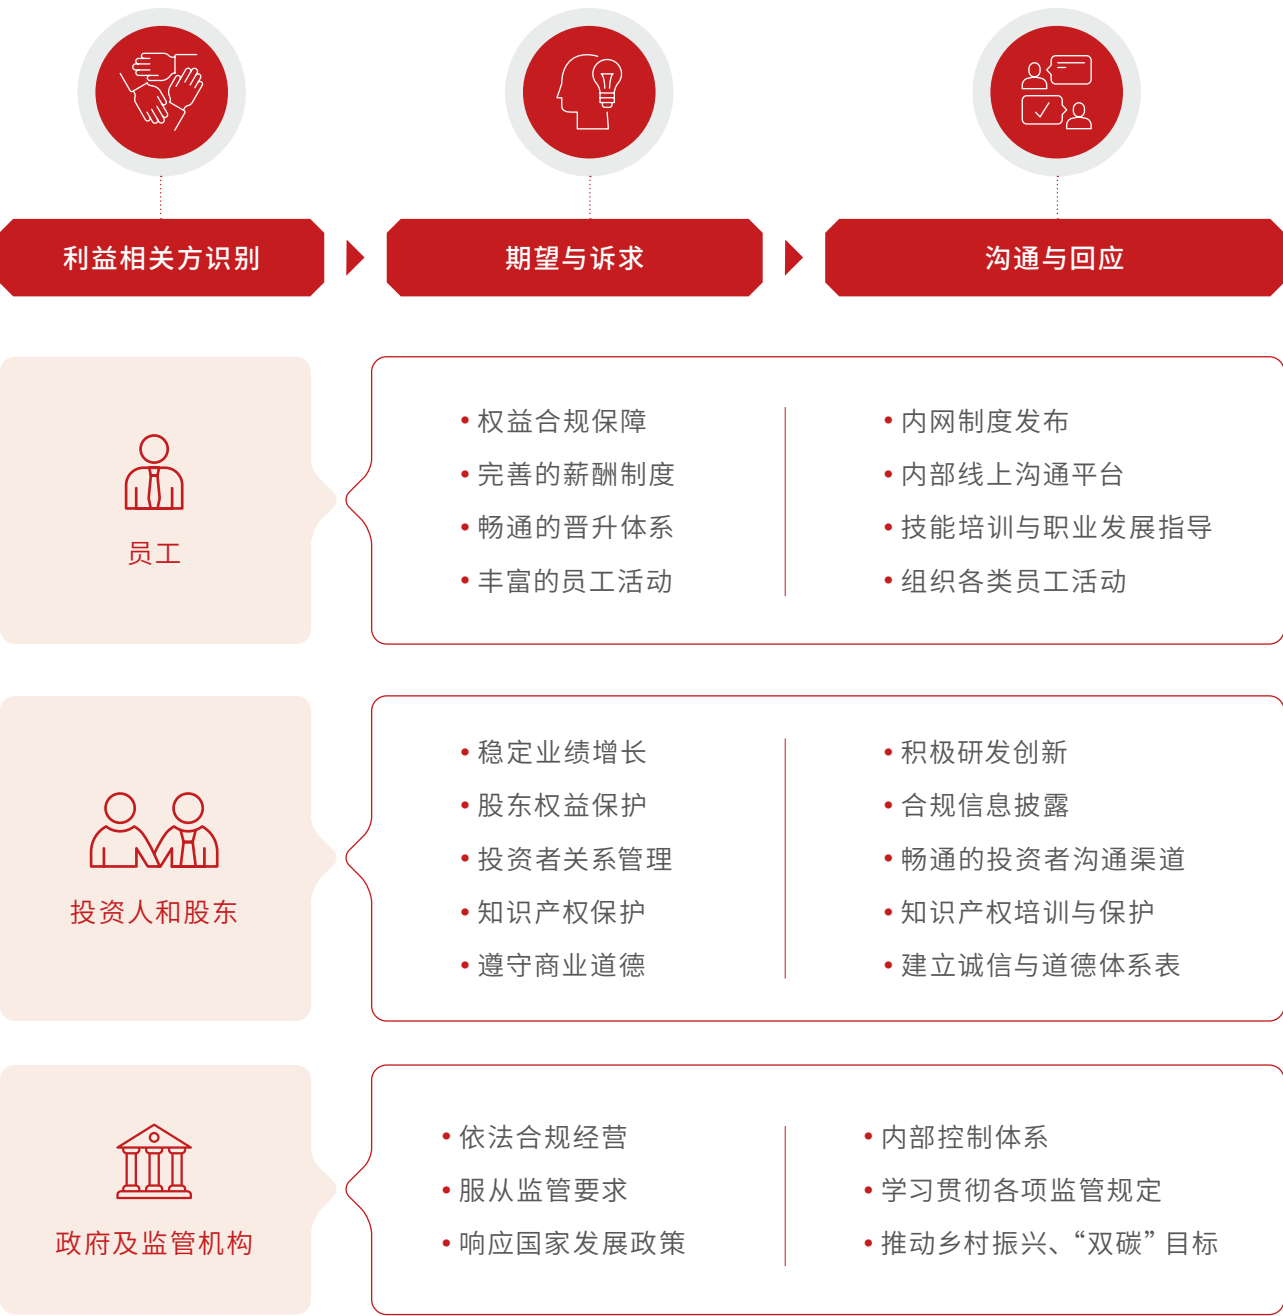 利益相关方识别
期望与诉求
沟通与回应
员工
• 权益合规保障
• 完善的薪酬制度
• 畅通的晋升体系
• 丰富的员工活动
• 内网制度发布
• 内部线上沟通平台
• 技能培训与职业发展指导
• 组织各类员工活动
投资人和股东
• 稳定业绩增长
• 股东权益保护
• 投资者关系管理
• 知识产权保护
• 遵守商业道德
• 积极研发创新
• 合规信息披露
• 畅通的投资者沟通渠道
• 知识产权培训与保护
• 建立诚信与道德体系表
政府及监管机构
• 依法合规经营
• 服从监管要求
• 响应国家发展政策
• 内部控制体系
• 学习贯彻各项监管规定
• 推动乡村振兴、“双碳”目标